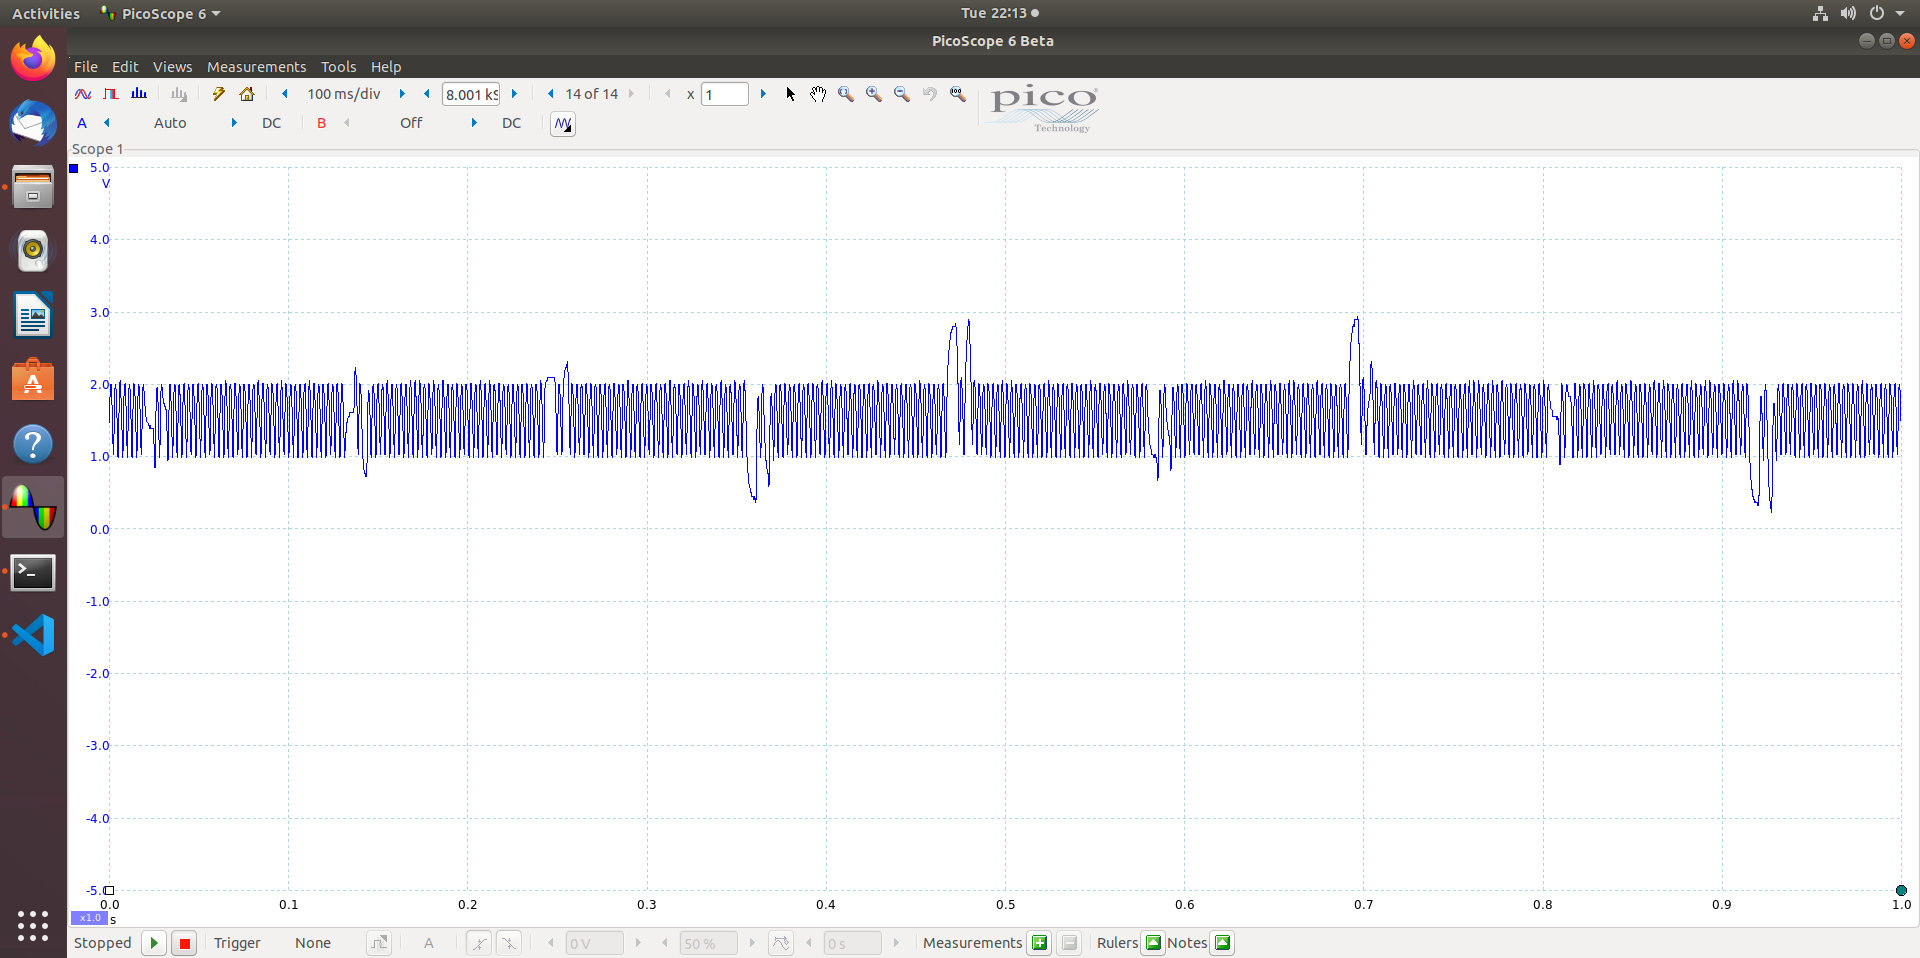 Activities PicoScope 6 Tue 22:13
PicoScope 6 Beta
File Edit Views Measurements Tools Help
100 ms/div 8.001 kS 14 of 14 x 1
pico
Technology
A Auto DC B Off DC
Scope 1
5.0
V
4.0
3.0
2.0
1.0
0.0
-1.0
-2.0
-3.0
-4.0
-5.0
0.0 0.1 0.2 0.3 0.4 0.5 0.6 0.7 0.8 0.9 1.0
x1.0 s
Stopped Trigger None A 0 V 50 % 0 s Measurements Rulers Notes